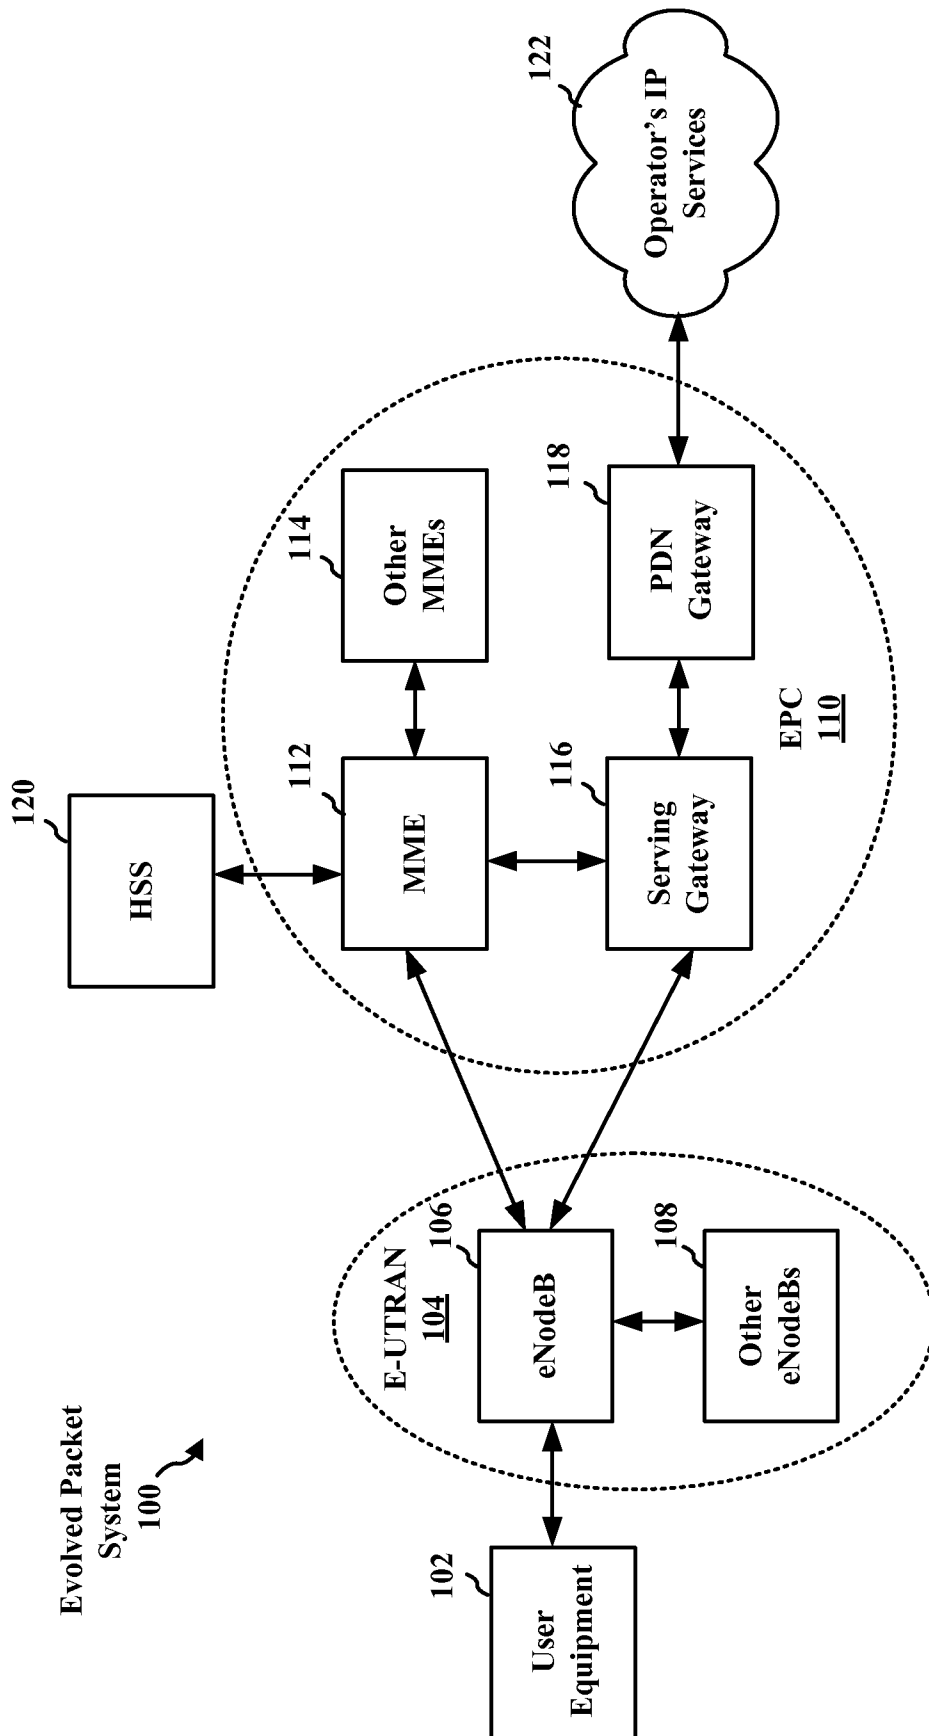 Evolved Packet
System
100
102
User
Equipment
E-UTRAN
104
106
eNodeB
108
Other
eNodeBs
120
HSS
112
MME
114
Other
MMEs
116
Serving
Gateway
118
PDN
Gateway
EPC
110
122
Operator’s IP
Services